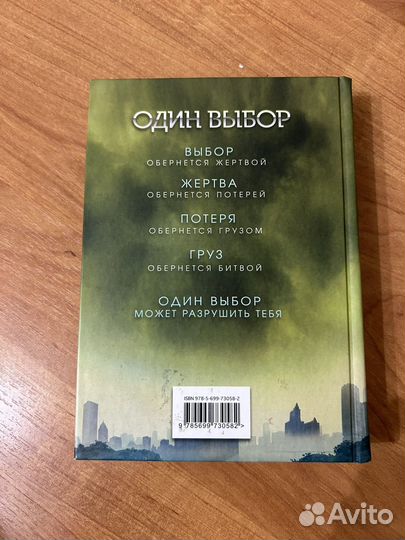 ОДИН ВЫБОР
ВЫБОР
ОБЕРНЕТСЯ ЖЕРТВОЙ
ЖЕРТВА
ОБЕРНЕТСЯ ПОТЕРЕЙ
ПОТЕРЯ
ОБЕРНЕТСЯ ГРУЗОМ
ГРУЗ
ОБЕРНЕТСЯ БИТВОЙ
ОДИН ВЫБОР
МОЖЕТ РАЗРУШИТЬ ТЕБЯ
ISBN 978-5-699-73058-2
9 785699 730582 >
Avito